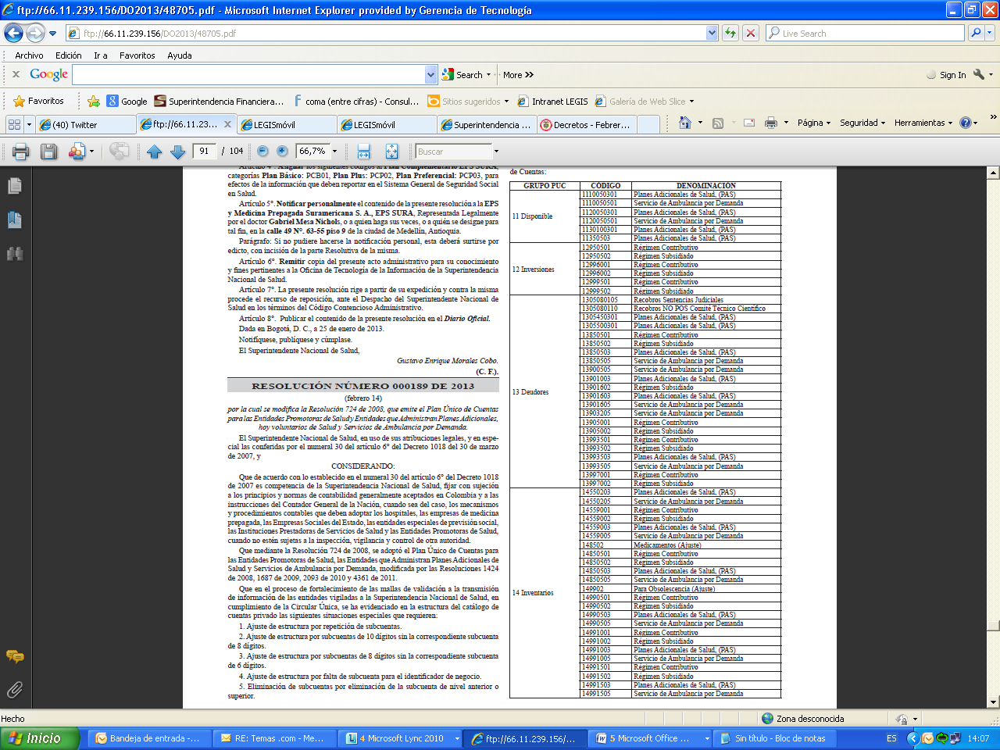 ftp://66.11.239.156/DO2013/48705.pdf - Microsoft Internet Explorer provided by Gerencia de Tecnología
ftp://66.11.239.156/DO2013/48705.pdf
Live Search
Archivo Edición Ir a Favoritos Ayuda
x Google Search More >> Sign In
Favoritos Google Superintendencia Financiera... coma (entre cifras) - Consul... Sitios sugeridos Intranet LEGIS Galería de Web Slice
(40) Twitter ftp://66.11.23... LEGISmóvil LEGISmóvil Superintendencia ... Decretos - Febrer... Página Seguridad Herramientas
91 / 104 66,7% Buscar
Artículo 4°. Asignar los siguientes códigos al Plan Complementario EPS SURA,
categorías Plan Básico: PCB01, Plan Plus: PCP02, Plan Preferencial: PCP03, para
efectos de la información que deben reportar en el Sistema General de Seguridad Social
en Salud.
Artículo 5°. Notificar personalmente el contenido de la presente resolución a la EPS
y Medicina Prepagada Suramericana S. A., EPS SURA, Representada Legalmente
por el doctor Gabriel Mesa Nichols, o a quien haga sus veces, o a quién se designe para
tal fin, en la calle 49 N°. 63-55 piso 9 de la ciudad de Medellín, Antioquia.
Parágrafo: Si no pudiere hacerse la notificación personal, esta deberá surtirse por
edicto, con incisión de la parte Resolutiva de la misma.
Artículo 6°. Remitir copia del presente acto administrativo para su conocimiento
y fines pertinentes a la Oficina de Tecnología de la Información de la Superintendencia
Nacional de Salud.
Artículo 7°. La presente resolución rige a partir de su expedición y contra la misma
procede el recurso de reposición, ante el Despacho del Superintendente Nacional de
Salud en los términos del Código Contencioso Administrativo.
Artículo 8°. Publicar el contenido de la presente resolución en el Diario Oficial.
Dada en Bogotá, D. C., a 25 de enero de 2013.
Notifíquese, publíquese y cúmplase.
El Superintendente Nacional de Salud,
Gustavo Enrique Morales Cobo.
(C. F.).
RESOLUCIÓN NÚMERO 000189 DE 2013
(febrero 14)
por la cual se modifica la Resolución 724 de 2008, que emite el Plan Único de Cuentas
para las Entidades Promotoras de Salud y Entidades que Administran Planes Adicionales,
hoy voluntarios de Salud y Servicios de Ambulancia por Demanda.
El Superintendente Nacional de Salud, en uso de sus atribuciones legales, y en espe-
cial las conferidas por el numeral 30 del artículo 6° del Decreto 1018 del 30 de marzo
de 2007, y
CONSIDERANDO:
Que de acuerdo con lo establecido en el numeral 30 del artículo 6° del Decreto 1018
de 2007 es competencia de la Superintendencia Nacional de Salud, fijar con sujeción
a los principios y normas de contabilidad generalmente aceptados en Colombia y a las
instrucciones del Contador General de la Nación, cuando sea del caso, los mecanismos
y procedimientos contables que deben adoptar los hospitales, las empresas de medicina
prepagada, las Empresas Sociales del Estado, las entidades especiales de previsión social,
las Instituciones Prestadoras de Servicios de Salud y las Entidades Promotoras de Salud,
cuando no estén sujetas a la inspección, vigilancia y control de otra autoridad.
Que mediante la Resolución 724 de 2008, se adoptó el Plan Único de Cuentas para
las Entidades Promotoras de Salud, las Entidades que Administran Planes Adicionales de
Salud y Servicios de Ambulancia por Demanda, modificada por las Resoluciones 1424
de 2008, 1687 de 2009, 2093 de 2010 y 4361 de 2011.
Que en el proceso de fortalecimiento de las mallas de validación a la transmisión
de información de las entidades vigiladas a la Superintendencia Nacional de Salud, en
cumplimiento de la Circular Única, se ha evidenciado en la estructura del catálogo de
cuentas privado las siguientes situaciones especiales que requieren:
1. Ajuste de estructura por repetición de subcuentas.
2. Ajuste de estructura por subcuentas de 10 dígitos sin la correspondiente subcuenta
de 8 dígitos.
3. Ajuste de estructura por subcuentas de 8 dígitos sin la correspondiente subcuenta
de 6 dígitos.
4. Ajuste de estructura por falta de subcuenta para el identificador de negocio.
5. Eliminación de subcuentas por eliminación de la subcuenta de nivel anterior o
superior.
de Cuentas:
GRUPO PUC CÓDIGO DENOMINACIÓN
11 Disponible
1110050301 Planes Adicionales de Salud, (PAS)
1110050501 Servicio de Ambulancia por Demanda
1120050301 Planes Adicionales de Salud, (PAS)
1120050501 Servicio de Ambulancia por Demanda
1130100301 Planes Adicionales de Salud, (PAS)
11350503 Planes Adicionales de Salud, (PAS)
12 Inversiones
12950501 Régimen Contributivo
12950502 Régimen Subsidiado
12996001 Régimen Contributivo
12996002 Régimen Subsidiado
12999501 Régimen Contributivo
12999502 Régimen Subsidiado
13 Deudores
1305080105 Recobros Sentencias Judiciales
1305080110 Recobros NO POS Comité Técnico Científico
1305450301 Planes Adicionales de Salud, (PAS)
1305500301 Planes Adicionales de Salud, (PAS)
13850501 Régimen Contributivo
13850502 Régimen Subsidiado
13850503 Planes Adicionales de Salud, (PAS)
13850505 Servicio de Ambulancia por Demanda
13900505 Servicio de Ambulancia por Demanda
13901003 Planes Adicionales de Salud, (PAS)
13901602 Régimen Subsidiado
13901603 Planes Adicionales de Salud, (PAS)
13901605 Servicio de Ambulancia por Demanda
13903205 Servicio de Ambulancia por Demanda
13905001 Régimen Contributivo
13905002 Régimen Subsidiado
13993501 Régimen Contributivo
13993502 Régimen Subsidiado
13993503 Planes Adicionales de Salud, (PAS)
13993505 Servicio de Ambulancia por Demanda
13997001 Régimen Contributivo
13997002 Régimen Subsidiado
14 Inventarios
14550203 Planes Adicionales de Salud, (PAS)
14550205 Servicio de Ambulancia por Demanda
14559001 Régimen Contributivo
14559002 Régimen Subsidiado
14559003 Planes Adicionales de Salud, (PAS)
14559005 Servicio de Ambulancia por Demanda
148502 Medicamentos (Ajuste)
14850501 Régimen Contributivo
14850502 Régimen Subsidiado
14850503 Planes Adicionales de Salud, (PAS)
14850505 Servicio de Ambulancia por Demanda
149902 Para Obsolescencia (Ajuste)
14990501 Régimen Contributivo
14990502 Régimen Subsidiado
14990503 Planes Adicionales de Salud, (PAS)
14990505 Servicio de Ambulancia por Demanda
14991001 Régimen Contributivo
14991002 Régimen Subsidiado
14991003 Planes Adicionales de Salud, (PAS)
14991005 Servicio de Ambulancia por Demanda
14991501 Régimen Contributivo
14991502 Régimen Subsidiado
14991503 Planes Adicionales de Salud, (PAS)
14991505 Servicio de Ambulancia por Demanda
Hecho Zona desconocida
Inicio Bandeja de entrada -... RE: Temas .com - Me... 4 Microsoft Lync 2010 ftp://66.11.239.156/... 5 Microsoft Office ... Sin título - Bloc de notas ES 14:07